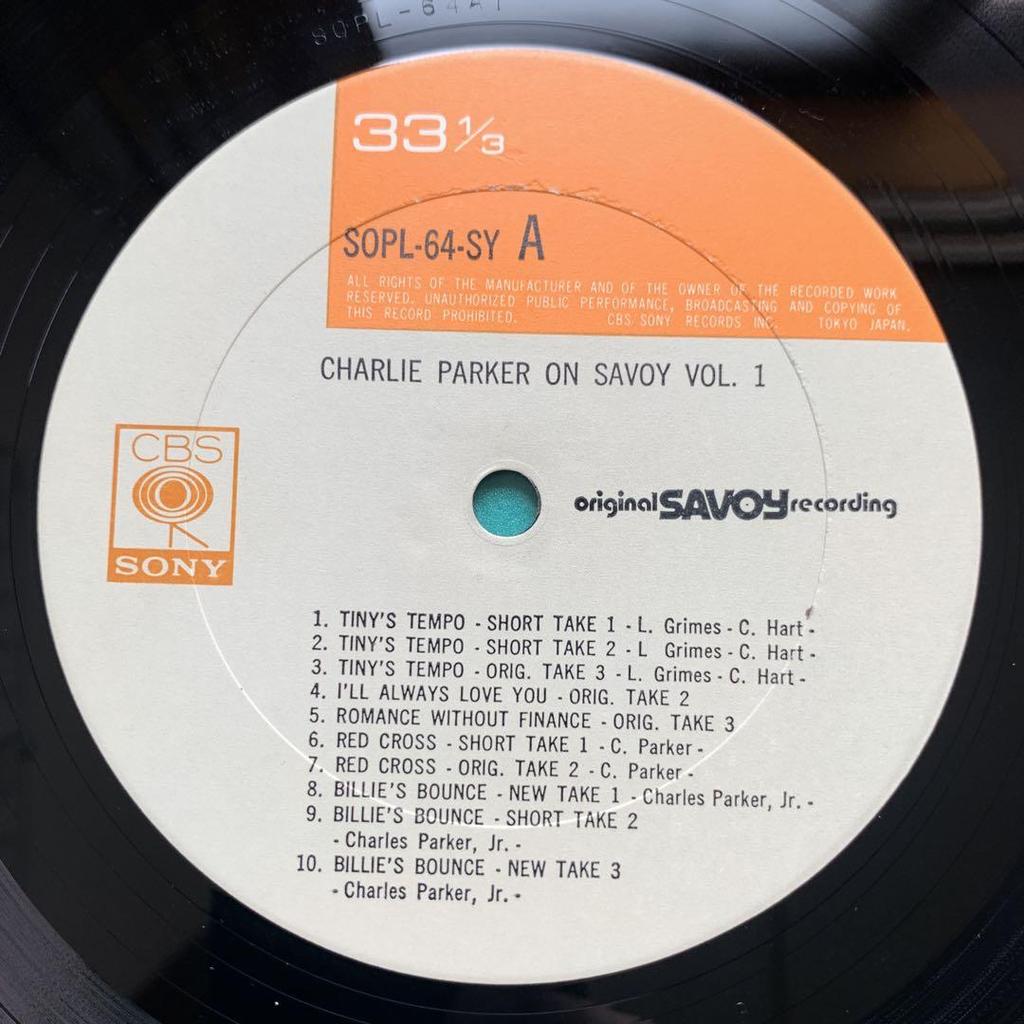 SOPL-64A1
33 1/3
SOPL-64-SY A
ALL RIGHTS OF THE MANUFACTURER AND OF THE OWNER OF THE RECORDED WORK
RESERVED. UNAUTHORIZED PUBLIC PERFORMANCE, BROADCASTING AND COPYING OF
THIS RECORD PROHIBITED. CBS/SONY RECORDS INC. TOKYO JAPAN.
CHARLIE PARKER ON SAVOY VOL. 1
CBS
SONY
original SAVOY recording
1. TINY'S TEMPO - SHORT TAKE 1 - L. Grimes - C. Hart -
2. TINY'S TEMPO - SHORT TAKE 2 - L Grimes - C. Hart -
3. TINY'S TEMPO - ORIG. TAKE 3 - L. Grimes - C. Hart -
4. I'LL ALWAYS LOVE YOU - ORIG. TAKE 2
5. ROMANCE WITHOUT FINANCE - ORIG. TAKE 3
6. RED CROSS - SHORT TAKE 1 - C. Parker -
7. RED CROSS - ORIG. TAKE 2 - C. Parker -
8. BILLIE'S BOUNCE - NEW TAKE 1 - Charles Parker, Jr. -
9. BILLIE'S BOUNCE - SHORT TAKE 2
- Charles Parker, Jr. -
10. BILLIE'S BOUNCE - NEW TAKE 3
- Charles Parker, Jr. -